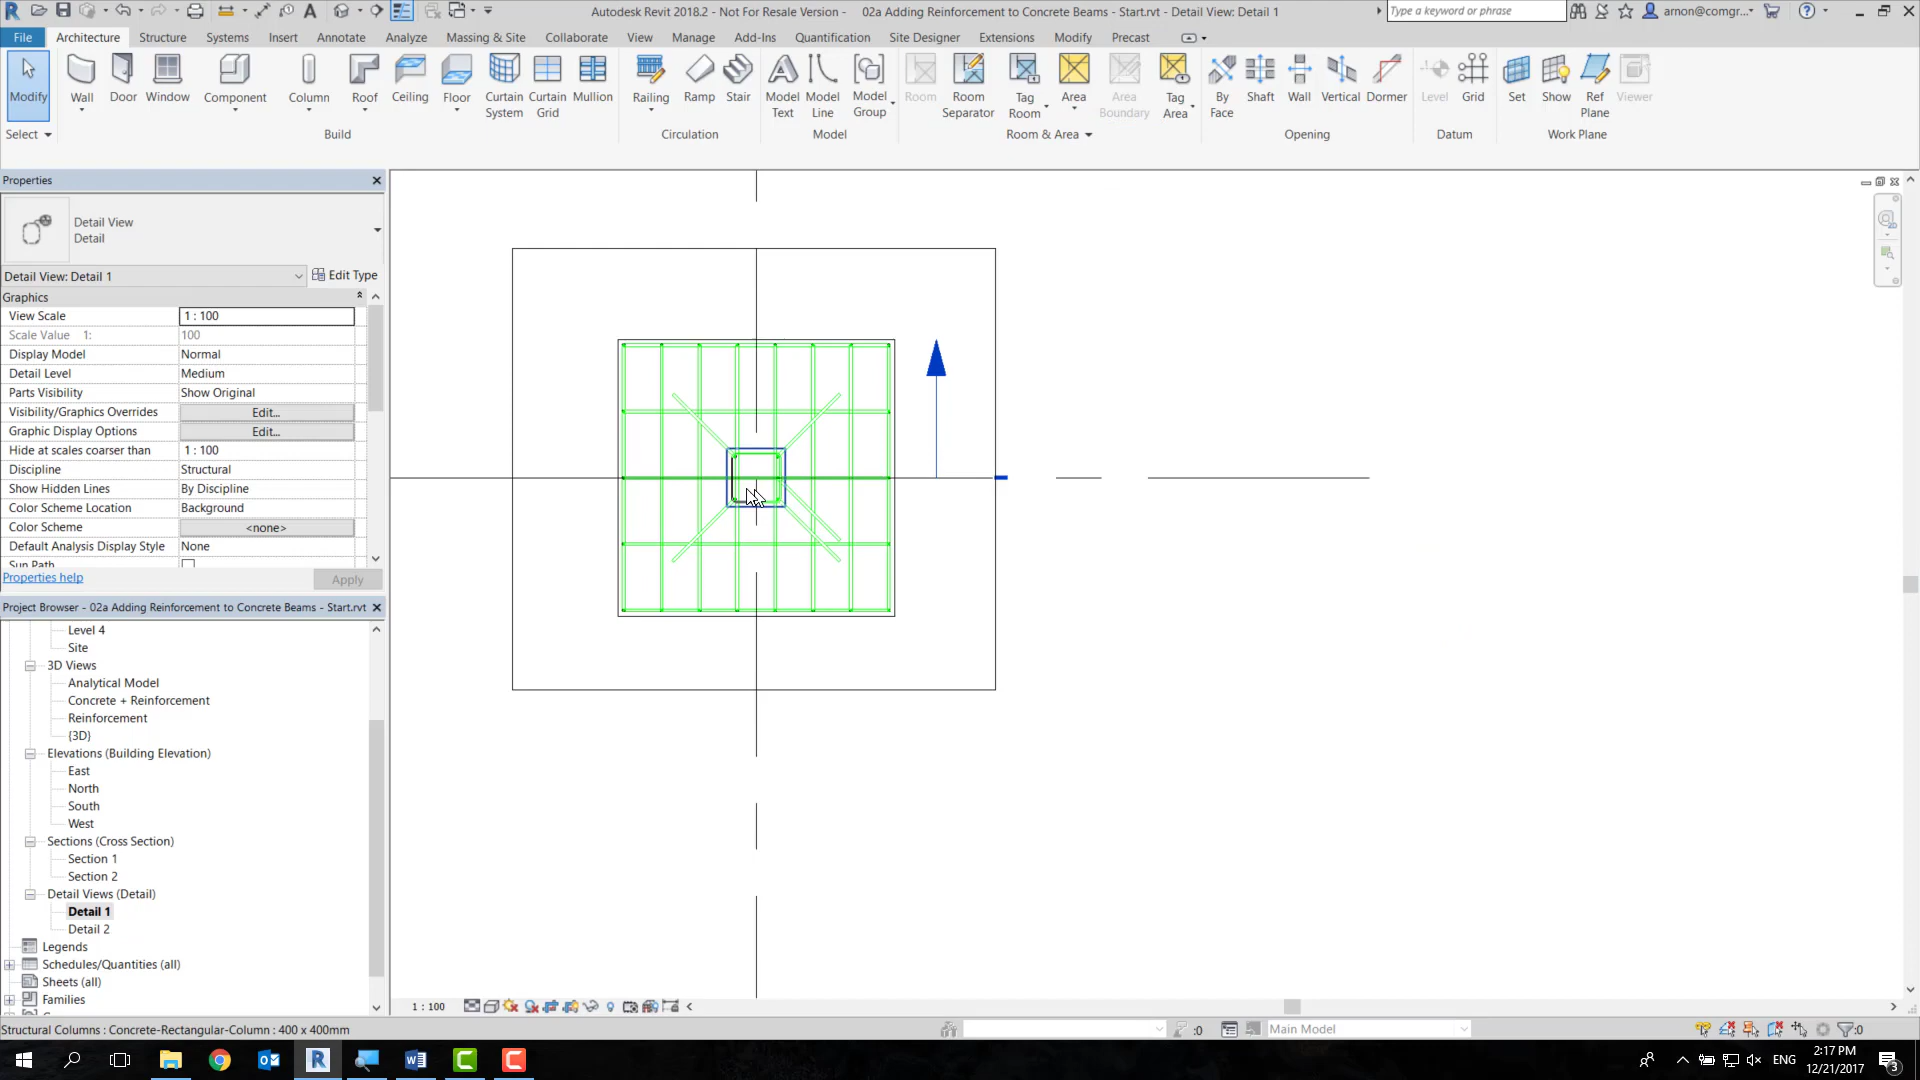 Autodesk Revit 2018.2 - Not For Resale Version - 02a Adding Reinforcement to Concrete Beams - Start.rvt - Detail View: Detail 1
Type a keyword or phrase
arnon@comgr...
File Architecture Structure Systems Insert Annotate Analyze Massing & Site Collaborate View Manage Add-Ins Quantification Site Designer Extensions Modify Precast
Modify Wall Door Window Component Column Roof Ceiling Floor Curtain System Curtain Grid Mullion Railing Ramp Stair Model Text Model Line Model Group Room Room Separator Tag Room Area Area Boundary Tag Area By Face Shaft Wall Vertical Dormer Level Grid Set Show Ref Plane Viewer
Select Build Circulation Model Room & Area Opening Datum Work Plane
Properties
Detail View
Detail
Detail View: Detail 1 Edit Type
Graphics
View Scale 1 : 100
Scale Value 1: 100
Display Model Normal
Detail Level Medium
Parts Visibility Show Original
Visibility/Graphics Overrides Edit...
Graphic Display Options Edit...
Hide at scales coarser than 1 : 100
Discipline Structural
Show Hidden Lines By Discipline
Color Scheme Location Background
Color Scheme <none>
Default Analysis Display Style None
Sun Path
Properties help Apply
Project Browser - 02a Adding Reinforcement to Concrete Beams - Start.rvt
Level 4
Site
3D Views
Analytical Model
Concrete + Reinforcement
Reinforcement
{3D}
Elevations (Building Elevation)
East
North
South
West
Sections (Cross Section)
Section 1
Section 2
Detail Views (Detail)
Detail 1
Detail 2
Legends
Schedules/Quantities (all)
Sheets (all)
Families
1 : 100
Structural Columns : Concrete-Rectangular-Column : 400 x 400mm
:0
Main Model
:0
ENG
2:17 PM
12/21/2017
3